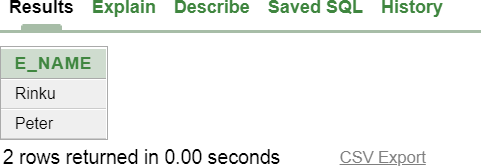 Results Explain Describe Saved SQL History
E_NAME
Rinku
Peter
2 rows returned in 0.00 seconds CSV Export